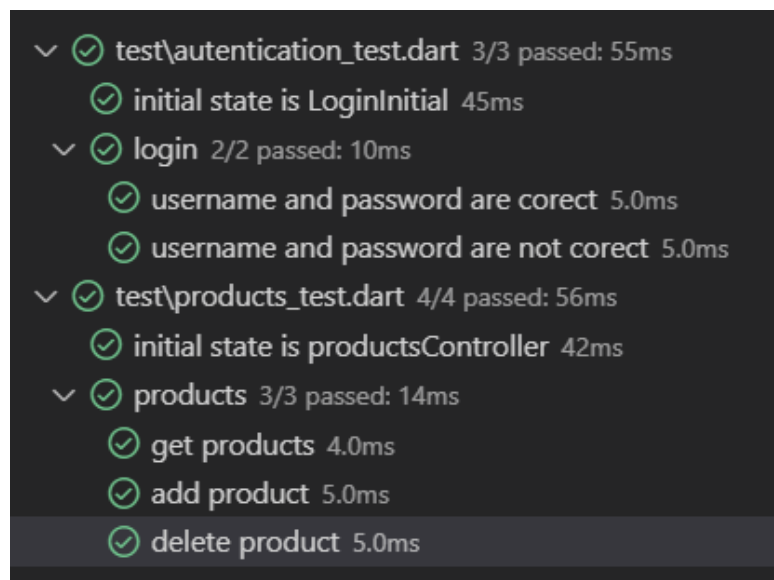 test\autentication_test.dart 3/3 passed: 55ms
initial state is LoginInitial 45ms
login 2/2 passed: 10ms
username and password are corect 5.0ms
username and password are not corect 5.0ms
test\products_test.dart 4/4 passed: 56ms
initial state is productsController 42ms
products 3/3 passed: 14ms
get products 4.0ms
add product 5.0ms
delete product 5.0ms